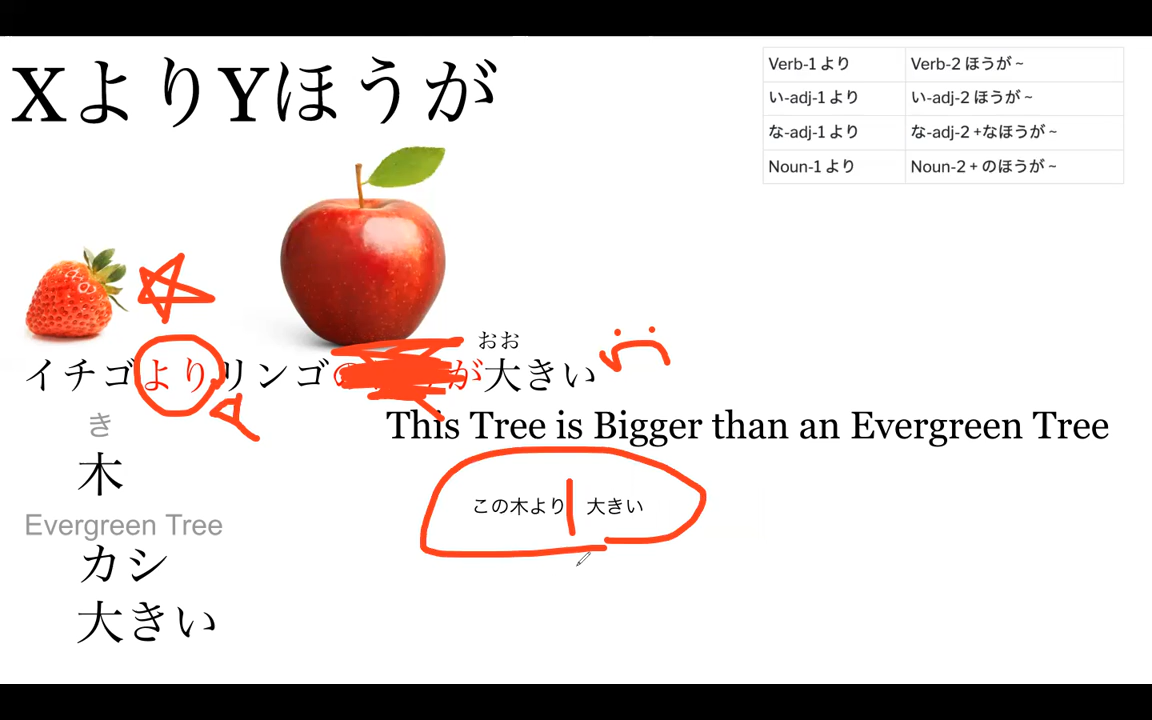 XよりYほうが
Verb-1 より Verb-2 ほうが ~
い-adj-1 より い-adj-2 ほうが ~
な-adj-1 より な-adj-2 +なほうが ~
Noun-1 より Noun-2 + のほうが ~
おお
イチゴよりリンゴのが大きい
This Tree is Bigger than an Evergreen Tree
き
木
Evergreen Tree
カシ
大きい
この木より 大きい